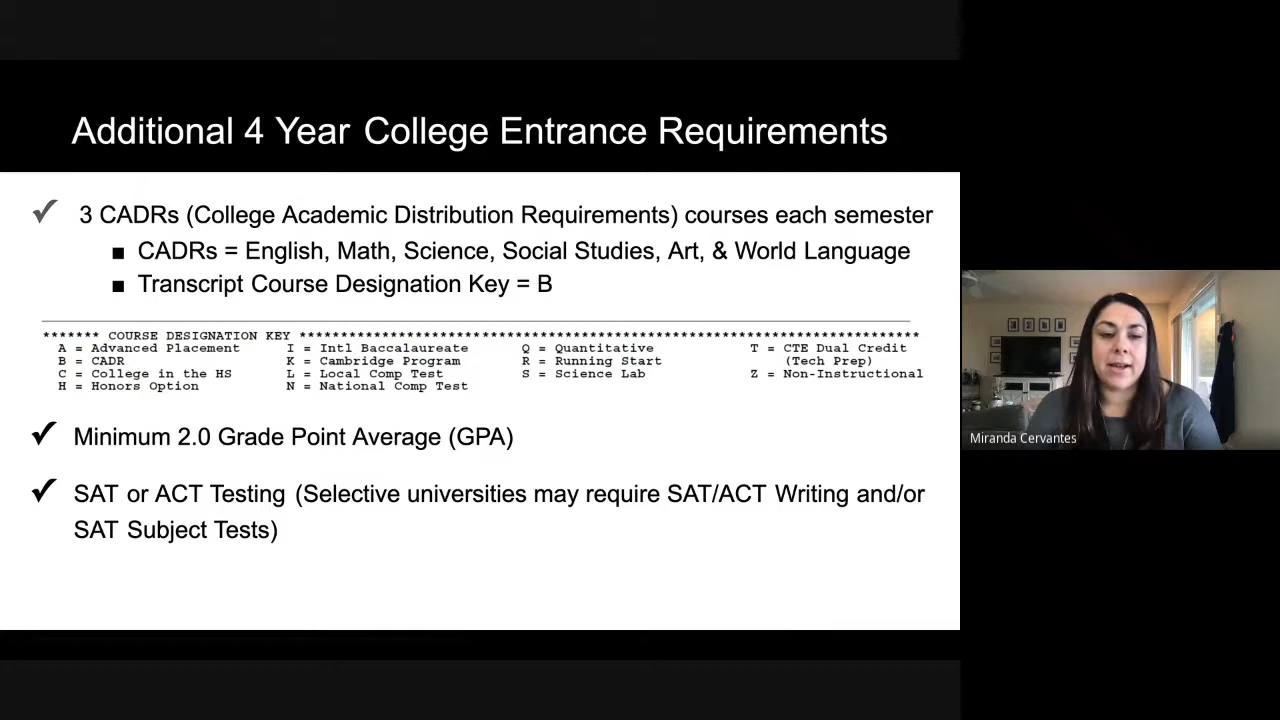 Additional 4 Year College Entrance Requirements
✓ 3 CADRs (College Academic Distribution Requirements) courses each semester
■ CADRs = English, Math, Science, Social Studies, Art, & World Language
■ Transcript Course Designation Key = B
******* COURSE DESIGNATION KEY *****************************************************************************
A = Advanced Placement I = Intl Baccalaureate Q = Quantitative T = CTE Dual Credit
B = CADR K = Cambridge Program R = Running Start (Tech Prep)
C = College in the HS L = Local Comp Test S = Science Lab Z = Non-Instructional
H = Honors Option N = National Comp Test
✓ Minimum 2.0 Grade Point Average (GPA)
✓ SAT or ACT Testing (Selective universities may require SAT/ACT Writing and/or
SAT Subject Tests)
Miranda Cervantes